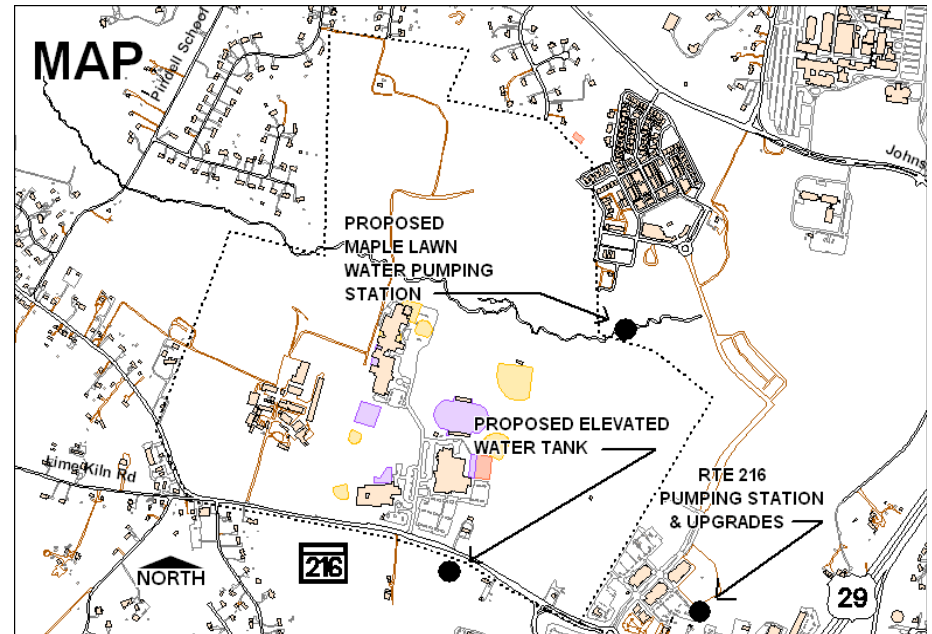 MAP
Pindell School
Johns
PROPOSED
MAPLE LAWN
WATER PUMPING
STATION
PROPOSED ELEVATED
WATER TANK
RTE 216
PUMPING STATION
& UPGRADES
Lime Kiln Rd
NORTH
216
29